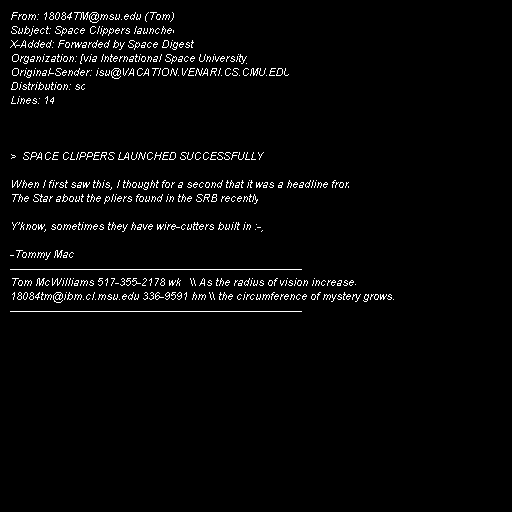 From: 18084TM@msu.edu (Tom)
Subject: Space Clippers launche
X-Added: Forwarded by Space Digest
Organization: [via International Space University
Original-Sender: isu@VACATION.VENARI.CS.CMU.EDU
Distribution: sc
Lines: 14
> SPACE CLIPPERS LAUNCHED SUCCESSFULLY
When I first saw this, I thought for a second that it was a headline from
The Star about the pliers found in the SRB recently
Y'know, sometimes they have wire-cutters built in :-,
-Tommy Mac
Tom McWilliams 517-355-2178 wk \\ As the radius of vision increase
18084tm@ibm.cl.msu.edu 336-9591 hm \\ the circumference of mystery grows.